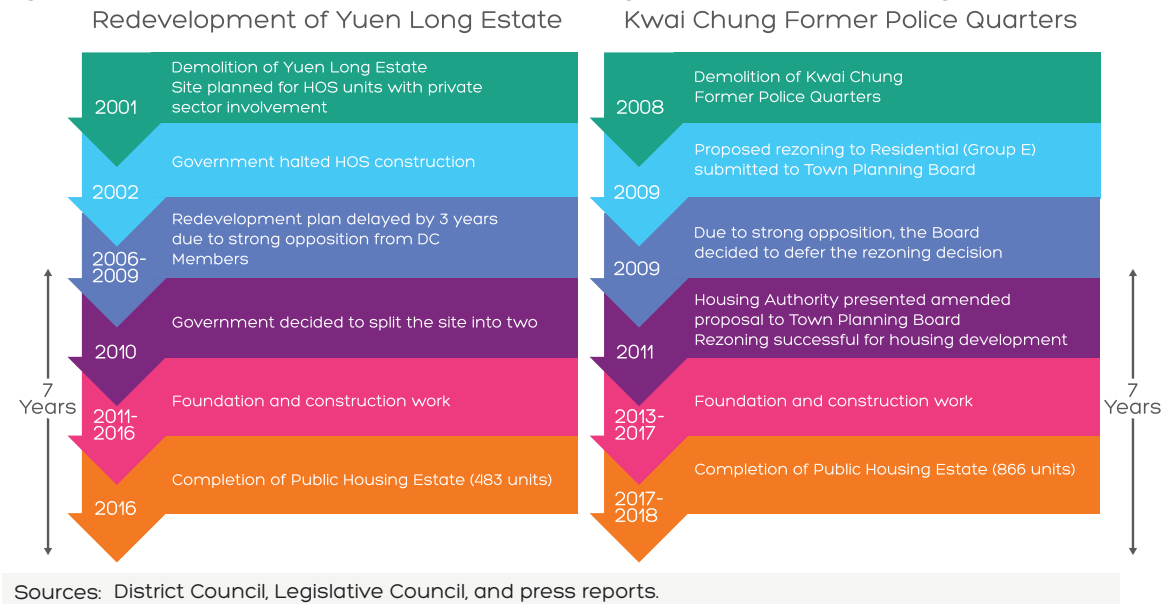 Redevelopment of Yuen Long Estate
2001
Demolition of Yuen Long Estate
Site planned for HOS units with private
sector involvement
2002
Government halted HOS construction
2006-
2009
Redevelopment plan delayed by 3 years
due to strong opposition from DC
Members
2010
Government decided to split the site into two
2011-
2016
Foundation and construction work
2016
Completion of Public Housing Estate (483 units)
7
Years
Kwai Chung Former Police Quarters
2008
Demolition of Kwai Chung
Former Police Quarters
2009
Proposed rezoning to Residential (Group E)
submitted to Town Planning Board
2009
Due to strong opposition, the Board
decided to defer the rezoning decision
2011
Housing Authority presented amended
proposal to Town Planning Board
Rezoning successful for housing development
2013-
2017
Foundation and construction work
2017-
2018
Completion of Public Housing Estate (866 units)
7
Years
Sources: District Council, Legislative Council, and press reports.